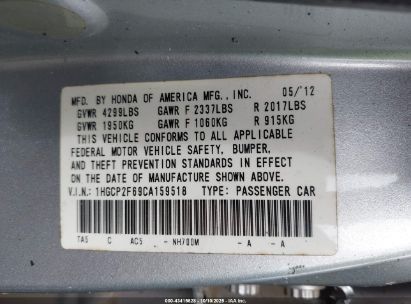 MFD. BY HONDA OF AMERICA MFG., INC. 05/'12
GVWR 4299LBS GAWR F 2337LBS R 2017LBS
GVWR 1950KG GAWR F 1060KG R 915KG
THIS VEHICLE CONFORMS TO ALL APPLICABLE
FEDERAL MOTOR VEHICLE SAFETY, BUMPER,
AND THEFT PREVENTION STANDARDS IN EFFECT ON
THE DATE OF MANUFACTURE SHOWN ABOVE.
V.I.N.: 1HGCP2F69CA159518 TYPE: PASSENGER CAR
TA5 C AC5 - NH700M - A - A